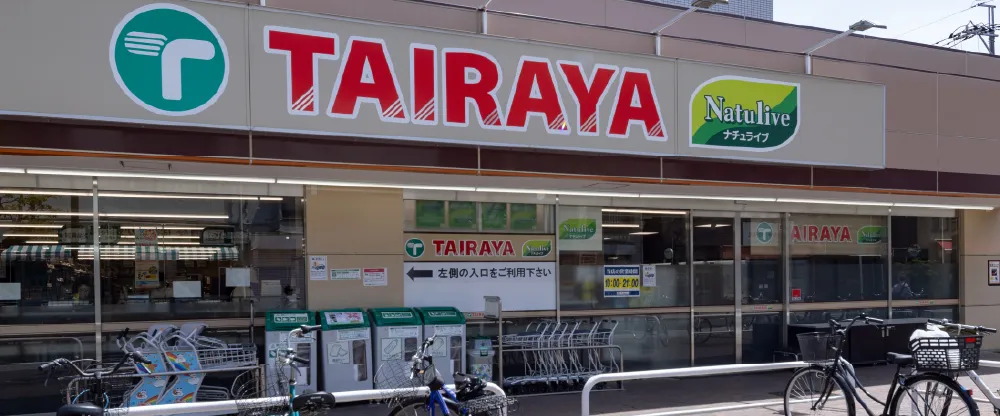 TAIRAYA
Natulive
ナチュライブ
TAIRAYA
左側の入口をご利用下さい
10:00-21:00
TAIRAYA